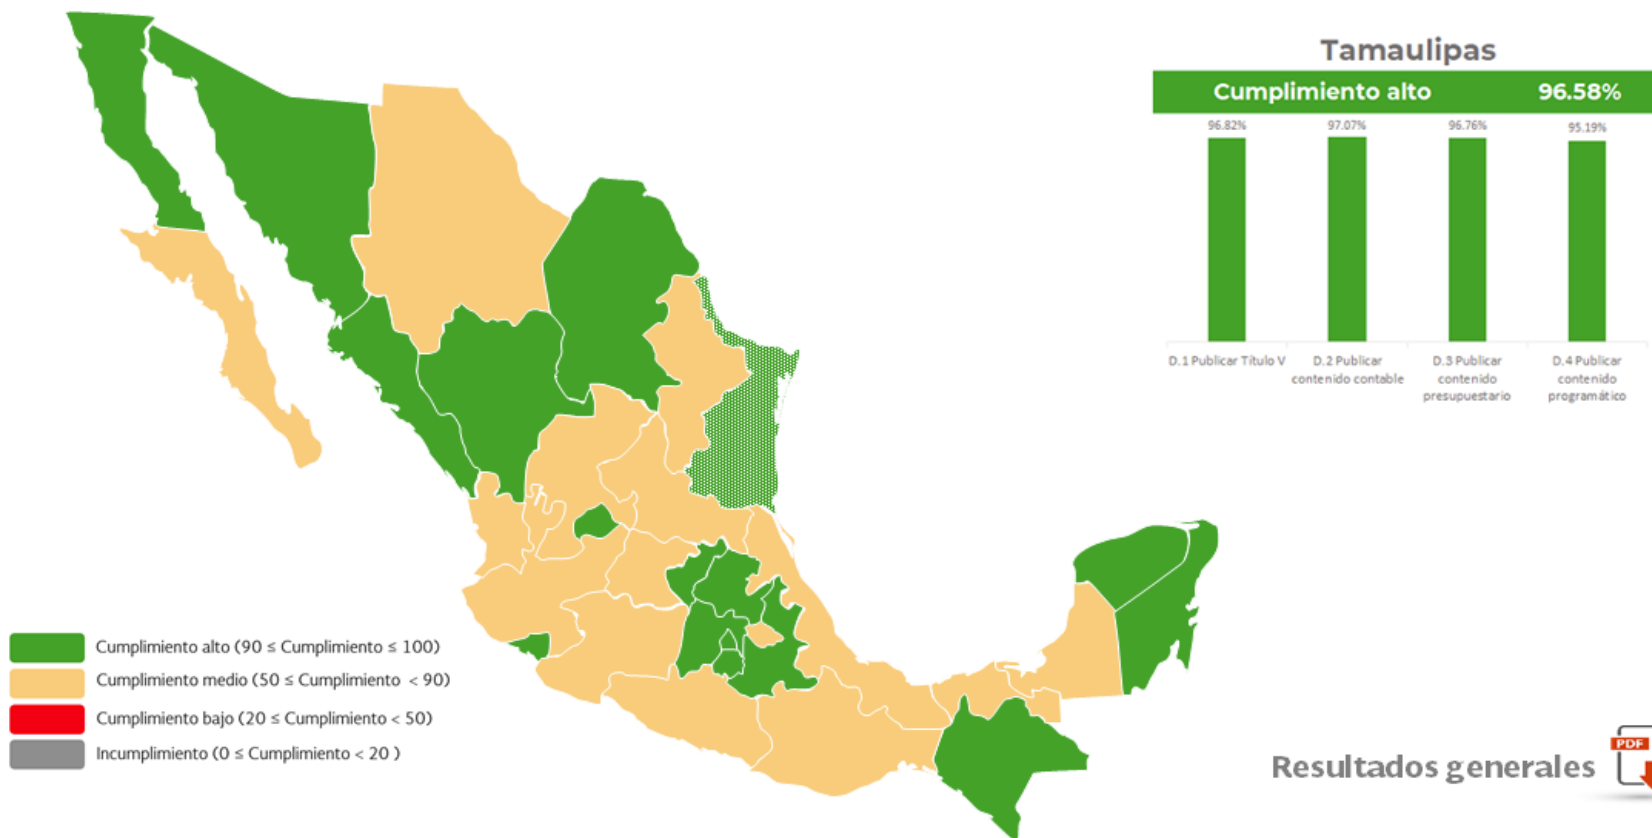 Tamaulipas
Cumplimiento alto 96.58%
96.82% 97.07% 96.76% 95.19%
D.1 Publicar Título V
D.2 Publicar
contenido contable
D.3 Publicar
contenido
presupuestario
D.4 Publicar
contenido
programático
Cumplimiento alto (90 ≤ Cumplimiento ≤ 100)
Cumplimiento medio (50 ≤ Cumplimiento < 90)
Cumplimiento bajo (20 ≤ Cumplimiento < 50)
Incumplimiento (0 ≤ Cumplimiento < 20 )
Resultados generales
PDF